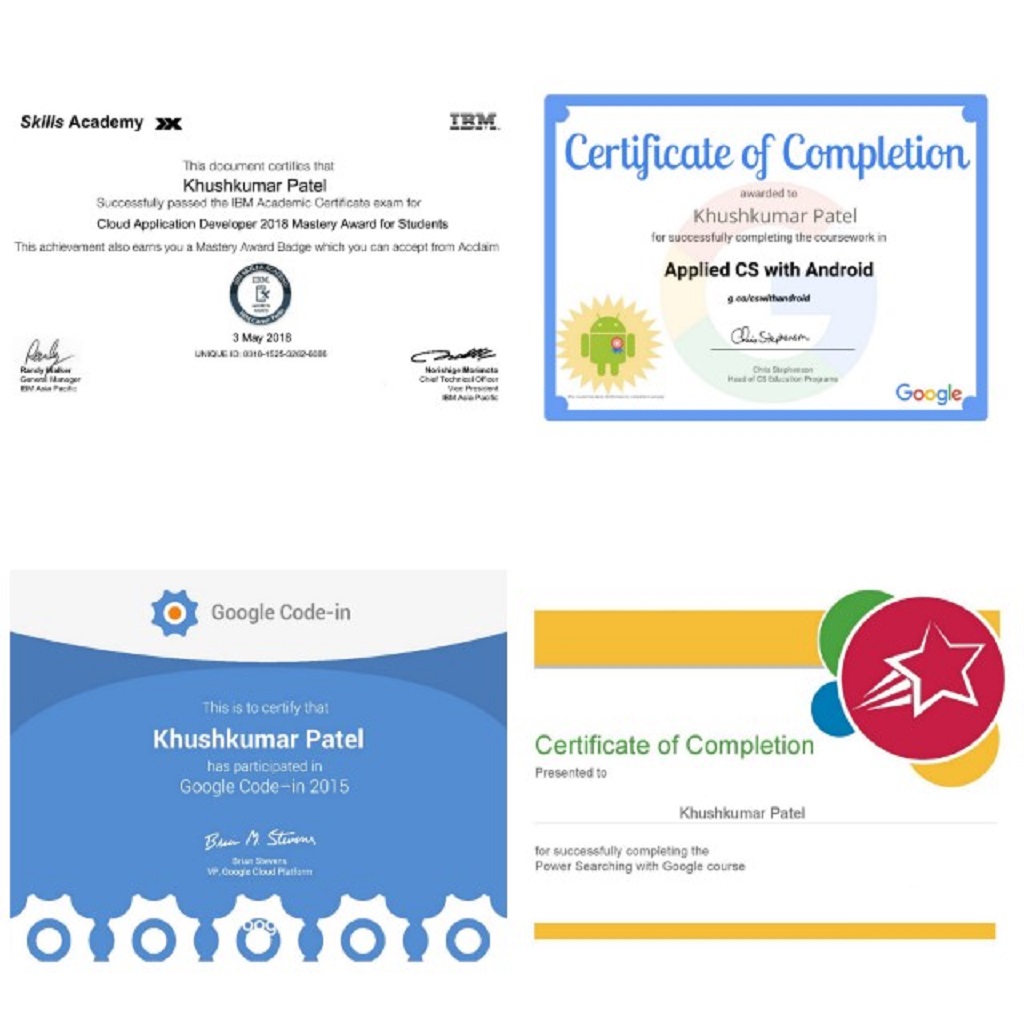 Skills Academy
IBM
This document certifies that
Khushkumar Patel
Successfully passed the IBM Academic Certificate exam for
Cloud Application Developer 2018 Mastery Award for Students
This achievement also earns you a Mastery Award Badge which you can accept from Acclaim
IBM
3 May 2018
UNIQUE ID:
Randy Walker
General Manager
IBM Asia Pacific
Norishige Morimoto
Chief Technical Officer
Vice President
IBM Asia Pacific
Certificate of Completion
awarded to
Khushkumar Patel
for successfully completing the coursework in
Applied CS with Android
g.co/cswithandroid
Chris Stephenson
Chris Stephenson
Head of CS Education Programs
Google
Google Code-in
This is to certify that
Khushkumar Patel
has participated in
Google Code-in 2015
Brian M. Stevens
Brian Stevens
VP, Google Cloud Platform
Certificate of Completion
Presented to
Khushkumar Patel
for successfully completing the
Power Searching with Google course